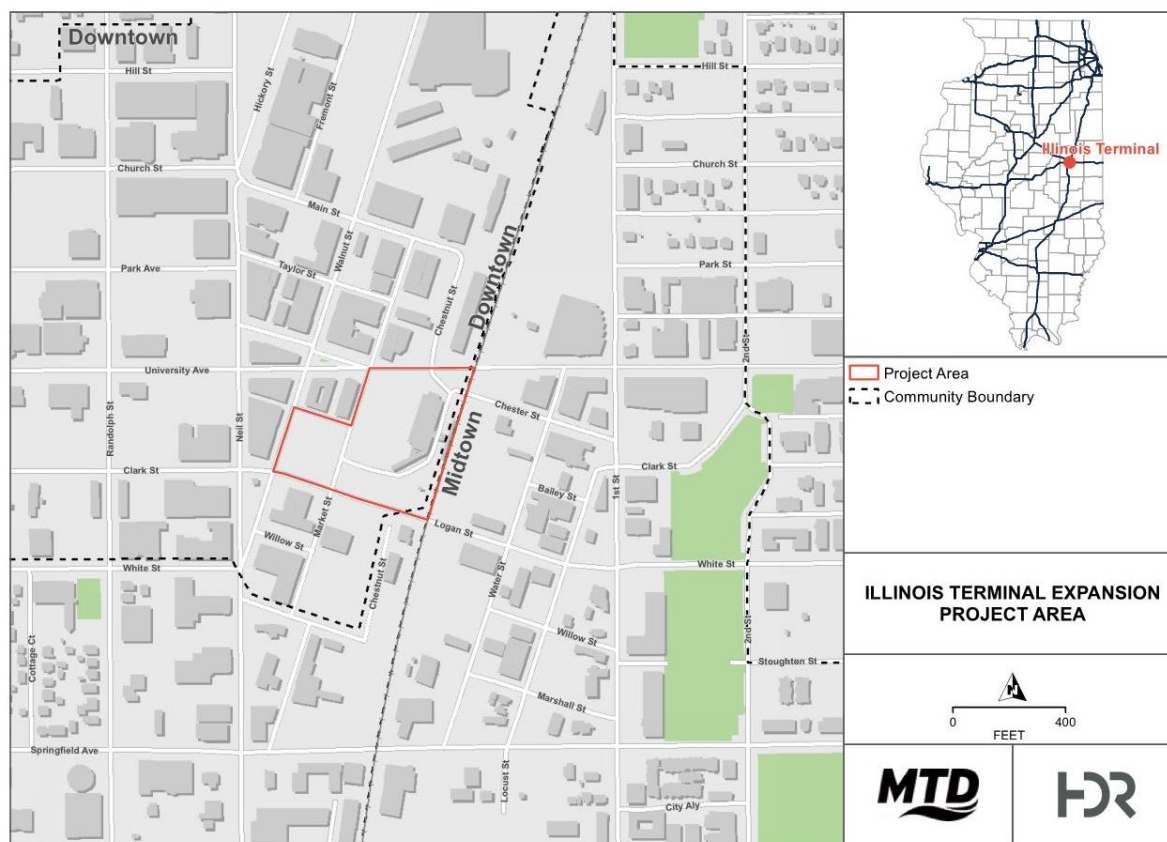 Downtown
Hill St
Hickory St
Fremont St
Hill St
Church St
Church St
Main St
Walnut St
Taylor St
Park Ave
Park St
Chestnut St
Downtown
2nd St
University Ave
Chester St
Randolph St
Neil St
Midtown
Clark St
Clark St
1st St
Bailey St
Market St
Logan St
Willow St
White St
White St
Chestnut St
Water St
Willow St
2nd St
Stoughten St
Cottage Ct
Marshall St
Springfield Ave
Locust St
City Aly
Illinois Terminal
Project Area
Community Boundary
ILLINOIS TERMINAL EXPANSION
PROJECT AREA
N
0 400
FEET
MTD
HDR